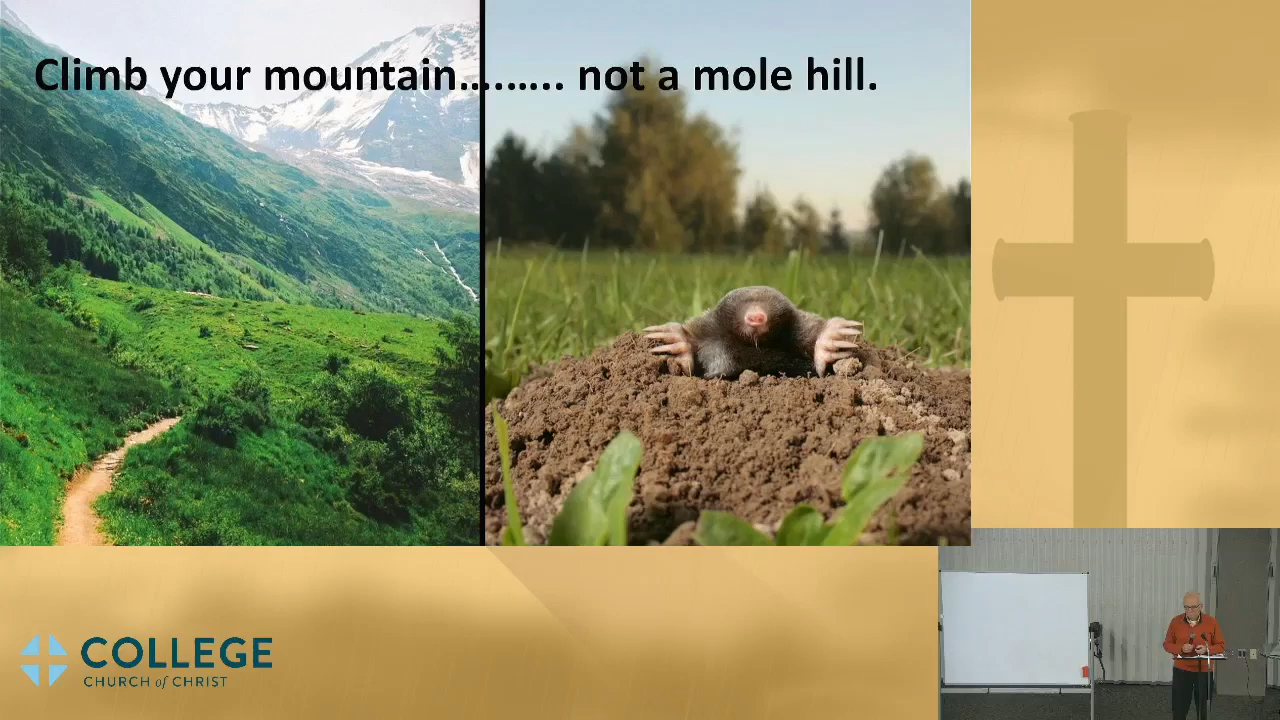 Climb your mountain......... not a mole hill.
COLLEGE
CHURCH of CHRIST